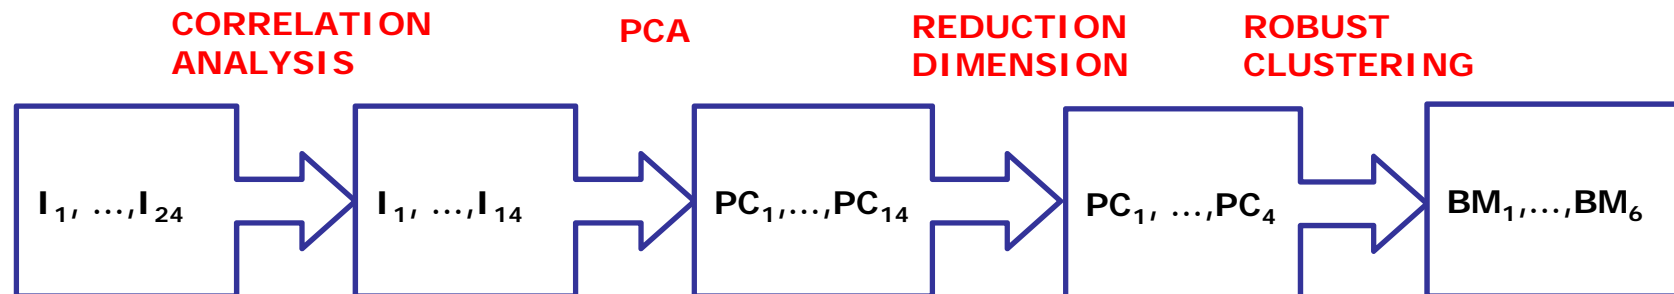 CORRELATION
ANALYSIS
PCA
REDUCTION
DIMENSION
ROBUST
CLUSTERING
I₁, ...,I₂₄
I₁, ...,I₁₄
PC₁,...,PC₁₄
PC₁, ...,PC₄
BM₁,...,BM₆